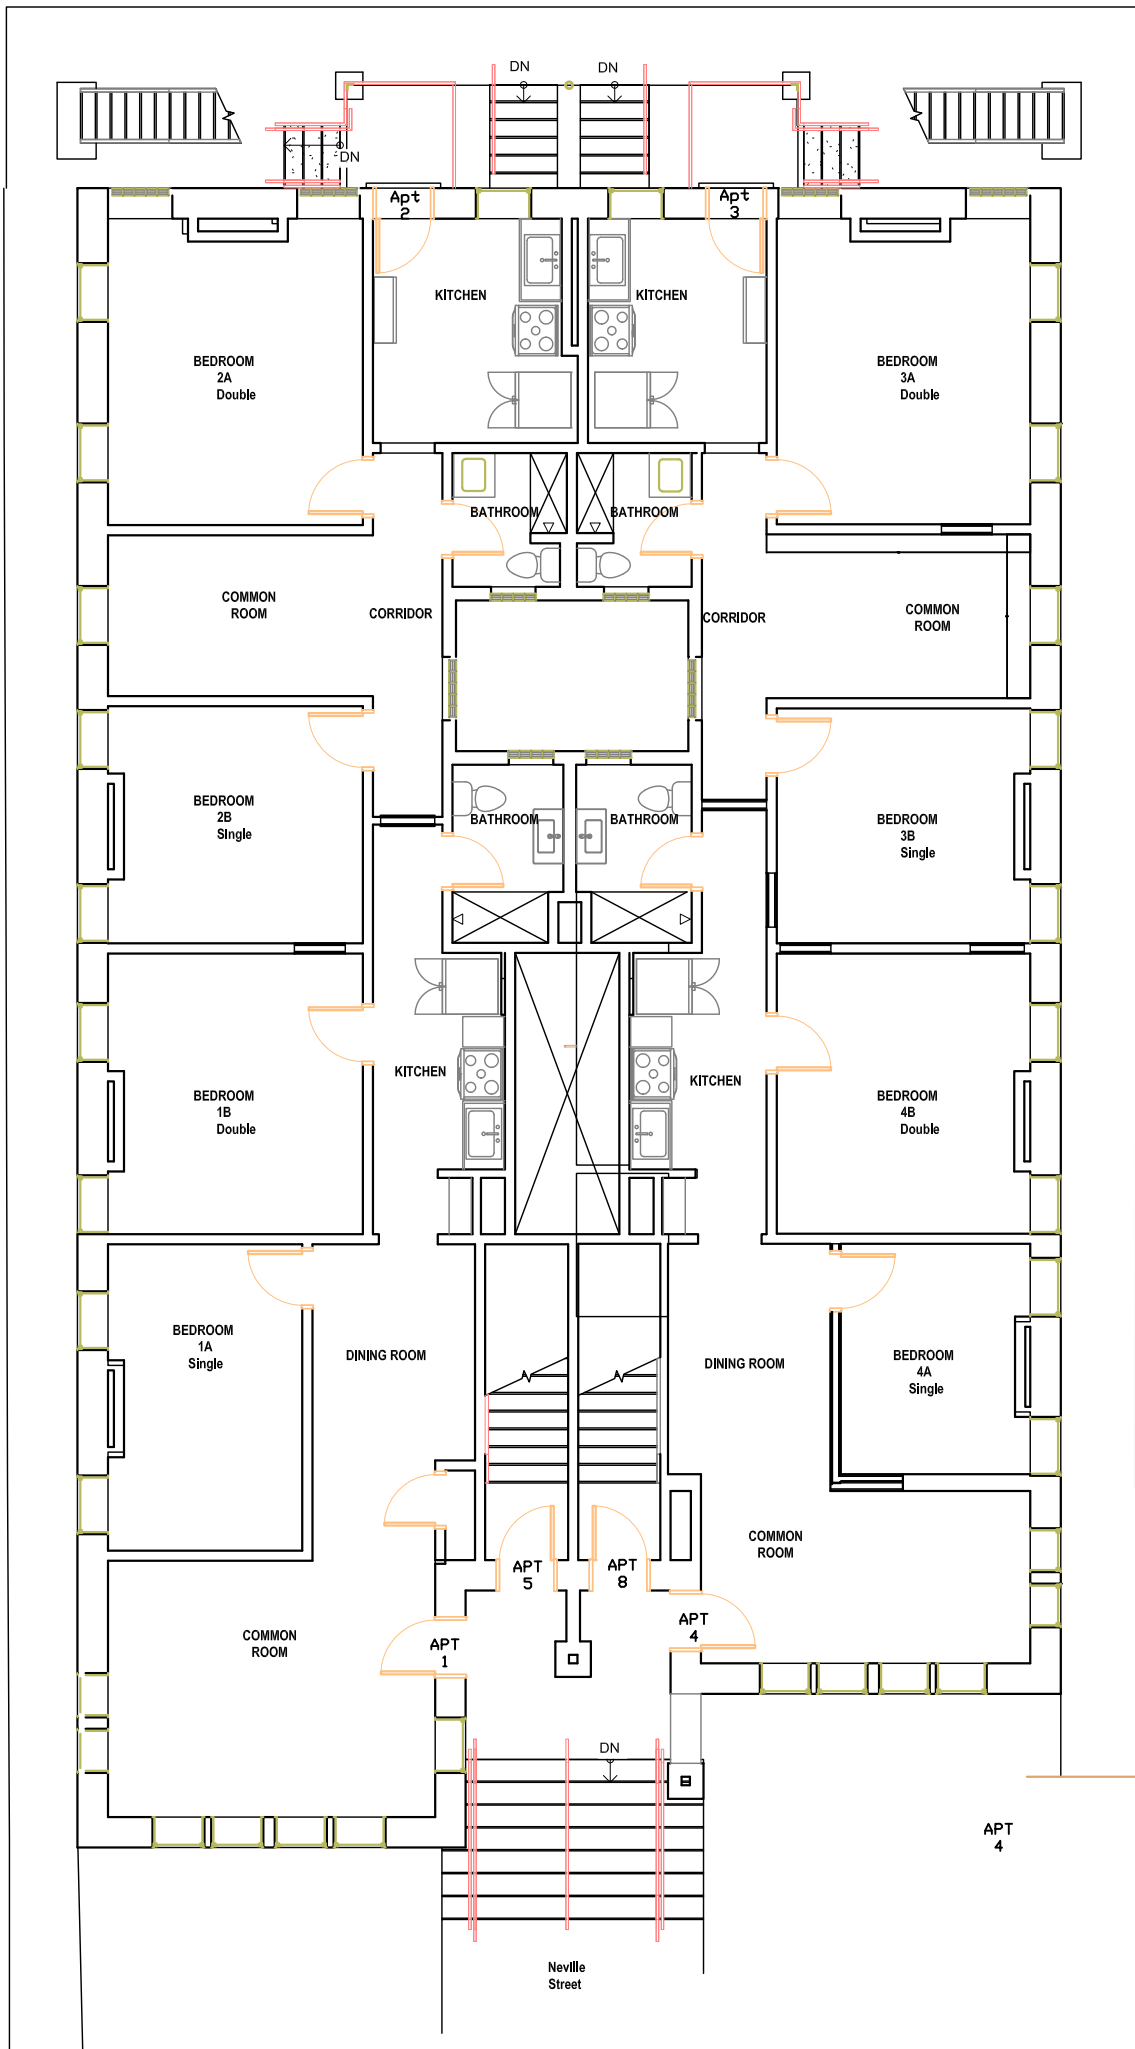 DN
DN
DN
Apt
2
Apt
3
KITCHEN
KITCHEN
BEDROOM
2A
Double
BEDROOM
3A
Double
BATHROOM
BATHROOM
COMMON
ROOM
CORRIDOR
CORRIDOR
COMMON
ROOM
BEDROOM
2B
Single
BATHROOM
BATHROOM
BEDROOM
3B
Single
KITCHEN
KITCHEN
BEDROOM
1B
Double
BEDROOM
4B
Double
BEDROOM
1A
Single
DINING ROOM
DINING ROOM
BEDROOM
4A
Single
COMMON
ROOM
APT
5
APT
8
APT
4
APT
1
COMMON
ROOM
DN
APT
4
Neville
Street